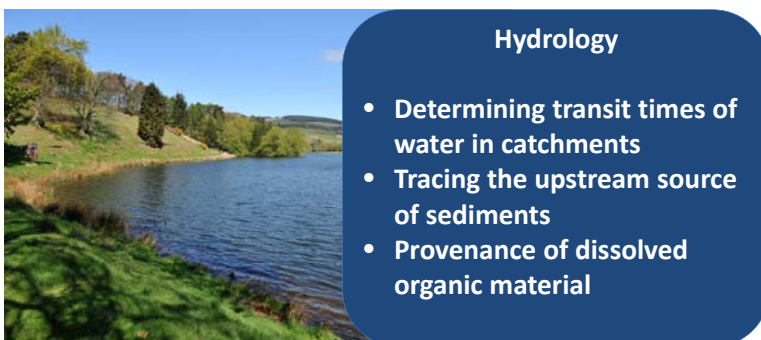 Hydrology
• Determining transit times of
water in catchments
• Tracing the upstream source
of sediments
• Provenance of dissolved
organic material